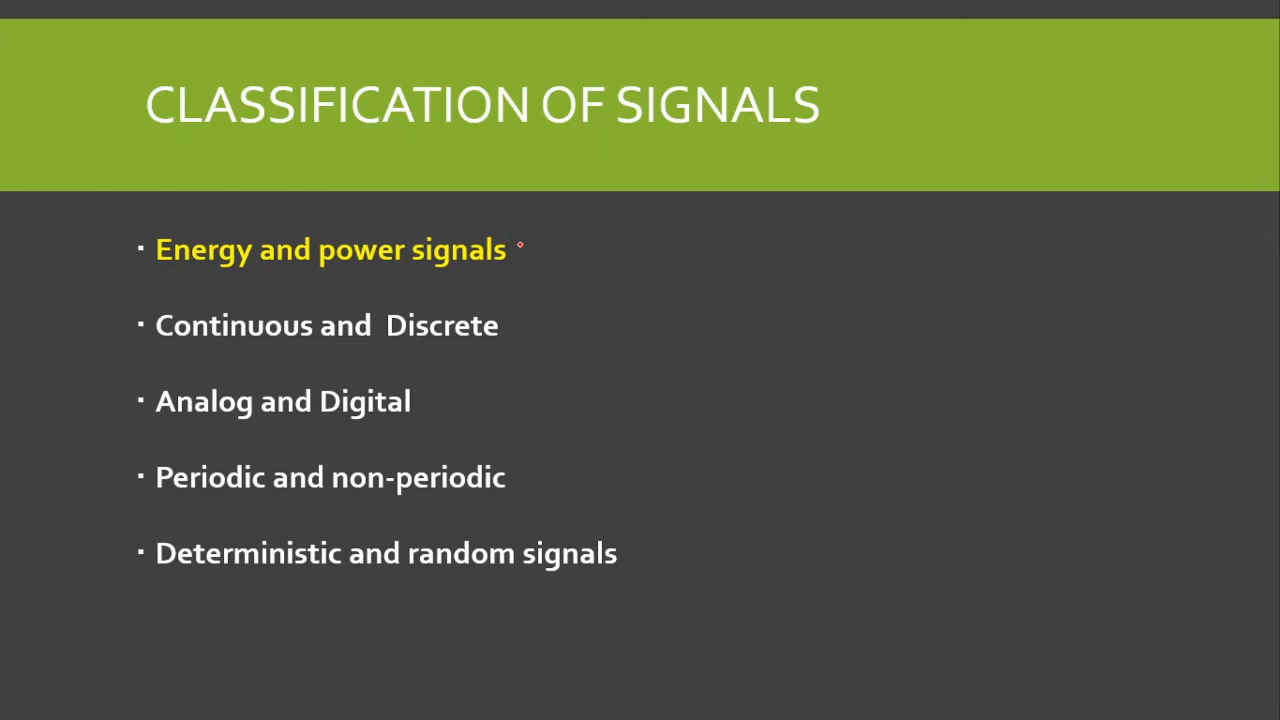 CLASSIFICATION OF SIGNALS
▪ Energy and power signals
▪ Continuous and  Discrete
▪ Analog and Digital
▪ Periodic and non-periodic
▪ Deterministic and random signals